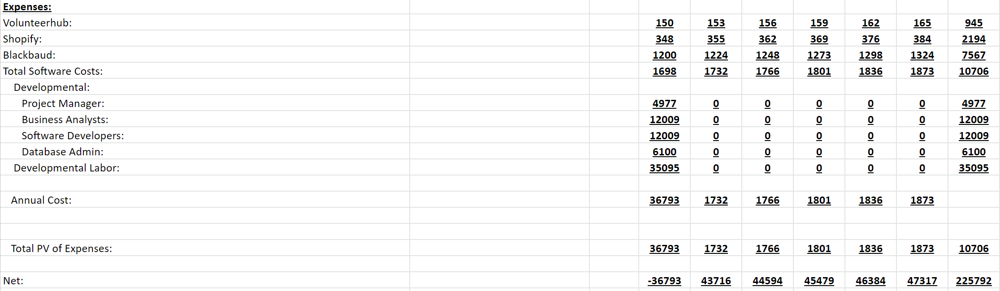 Expenses:
Volunteerhub: 150 153 156 159 162 165 945
Shopify: 348 355 362 369 376 384 2194
Blackbaud: 1200 1224 1248 1273 1298 1324 7567
Total Software Costs: 1698 1732 1766 1801 1836 1873 10706
Developmental:
Project Manager: 4977 0 0 0 0 0 4977
Business Analysts: 12009 0 0 0 0 0 12009
Software Developers: 12009 0 0 0 0 0 12009
Database Admin: 6100 0 0 0 0 0 6100
Developmental Labor: 35095 0 0 0 0 0 35095
Annual Cost: 36793 1732 1766 1801 1836 1873
Total PV of Expenses: 36793 1732 1766 1801 1836 1873 10706
Net: -36793 43716 44594 45479 46384 47317 225792